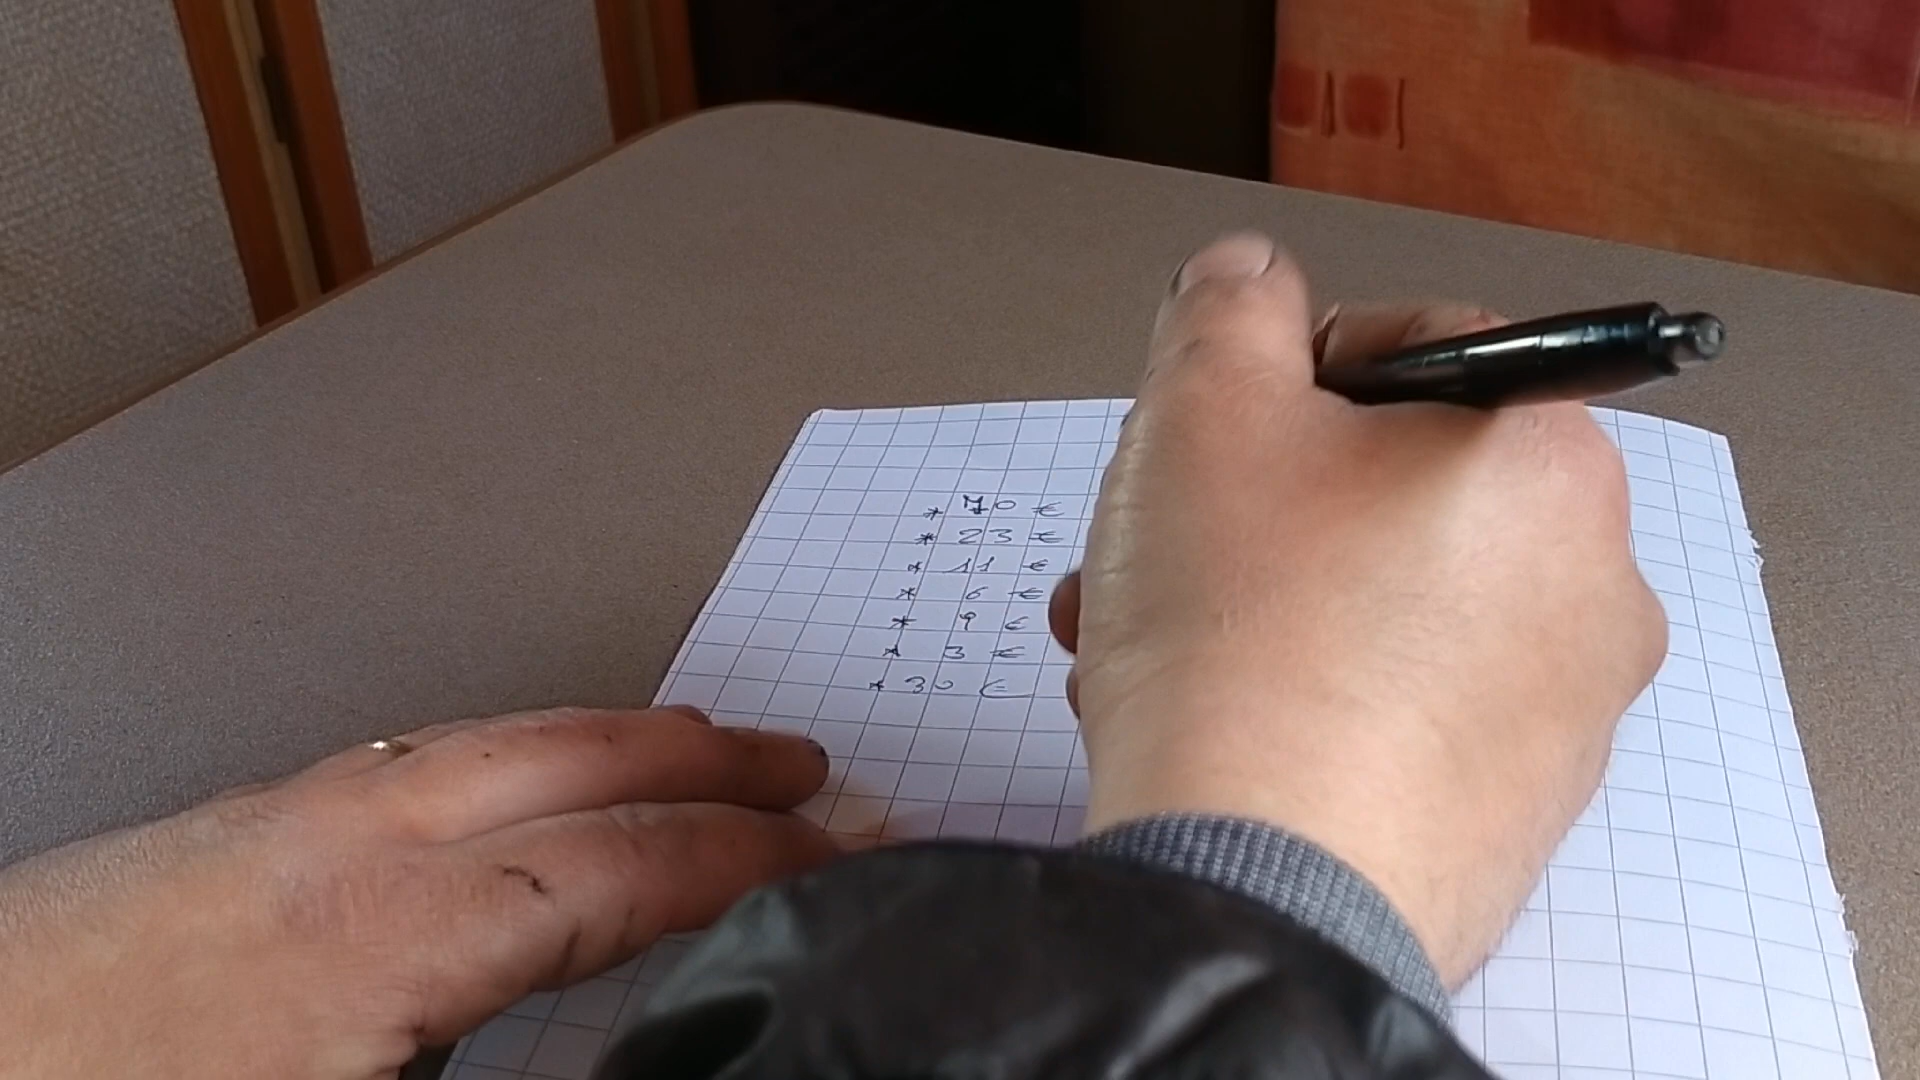 * 70 €
* 23 €
* 11 €
* 6 €
* 9 €
* 3 €
* 30 €